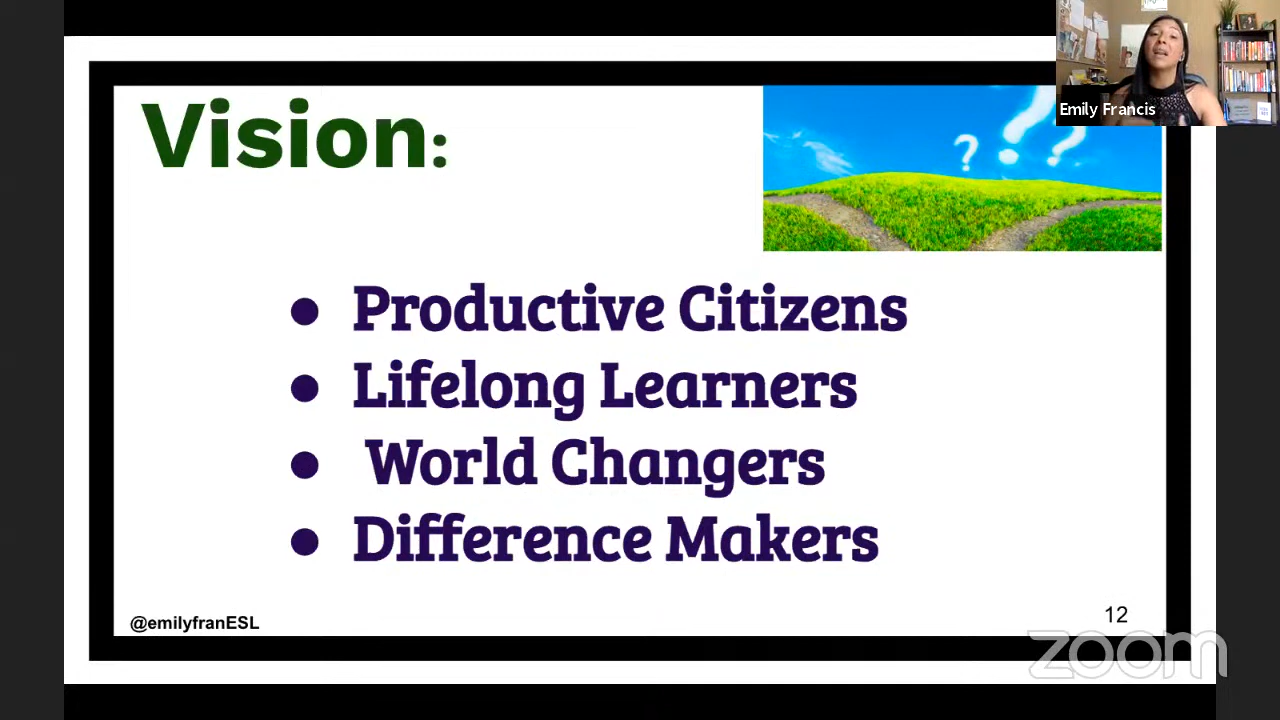 Emily Francis
Vision:
● Productive Citizens
● Lifelong Learners
● World Changers
● Difference Makers
@emilyfranESL
12
zoom